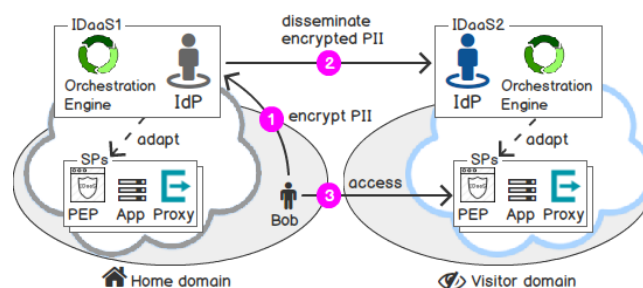 IDaaS1
Orchestration
Engine
IdP
disseminate
encrypted PII
2
IDaaS2
IdP
Orchestration
Engine
1
encrypt PII
adapt
adapt
SPs
IDaaS
PEP
App
Proxy
Bob
3
access
SPs
IDaaS
PEP
App
Proxy
Home domain
Visitor domain